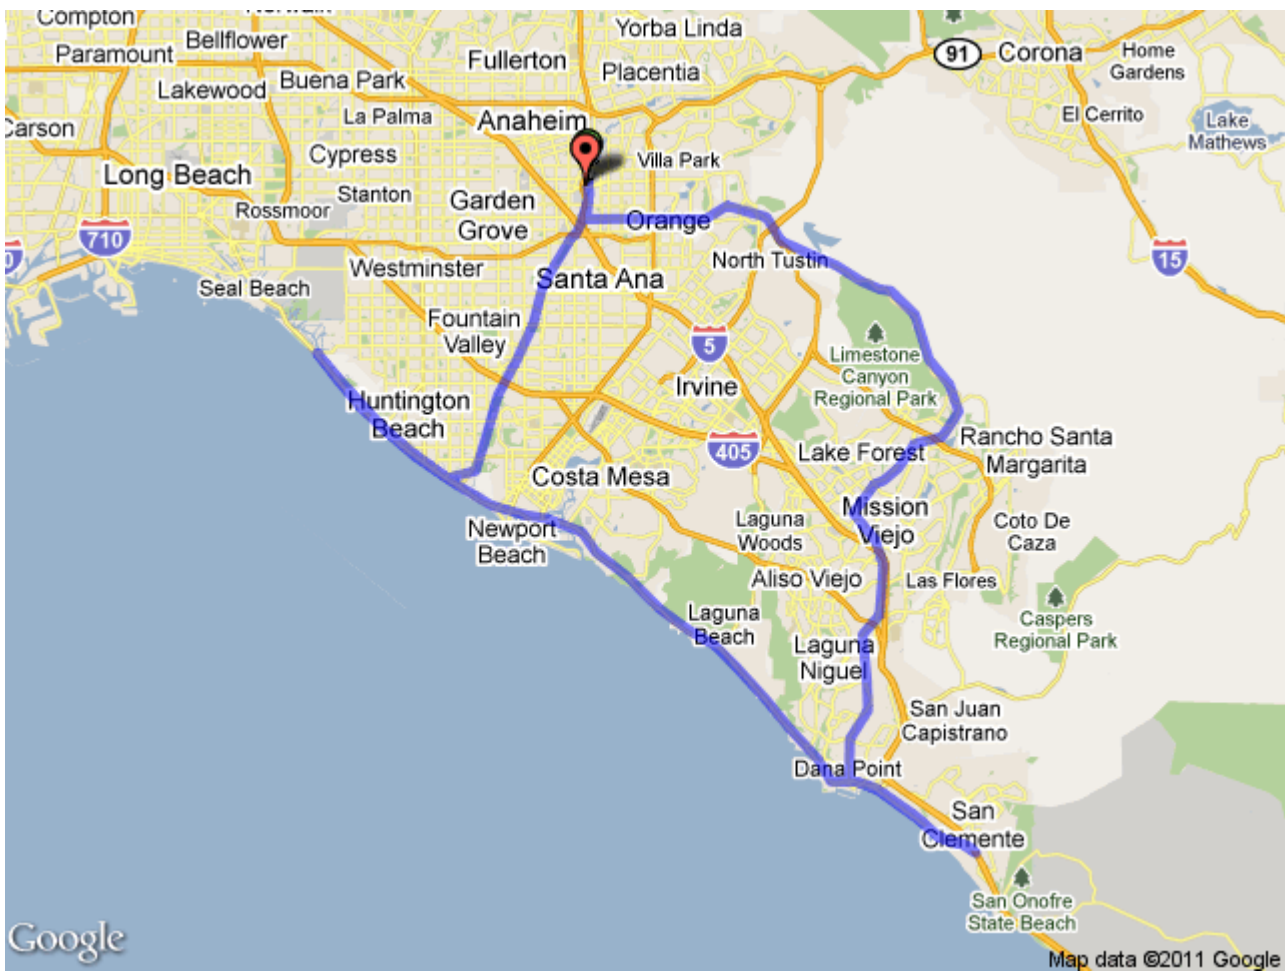 Compton
Norwalk
Yorba Linda
Paramount
Bellflower
Fullerton
91
Corona
Home
Gardens
Buena Park
Placentia
Lakewood
La Palma
Anaheim
El Cerrito
Lake
Mathews
Carson
Cypress
Villa Park
Long Beach
Stanton
Rossmoor
Garden
Grove
Orange
710
15
Westminster
North Tustin
Seal Beach
Santa Ana
Fountain
Valley
5
Limestone
Canyon
Regional Park
Irvine
Huntington
Beach
405
Lake Forest
Rancho Santa
Margarita
Costa Mesa
Mission
Viejo
Newport
Beach
Laguna
Woods
Coto De
Caza
Aliso Viejo
Las Flores
Laguna
Beach
Caspers
Regional Park
Laguna
Niguel
San Juan
Capistrano
Dana Point
San
Clemente
San Onofre
State Beach
Google
Map data ©2011 Google